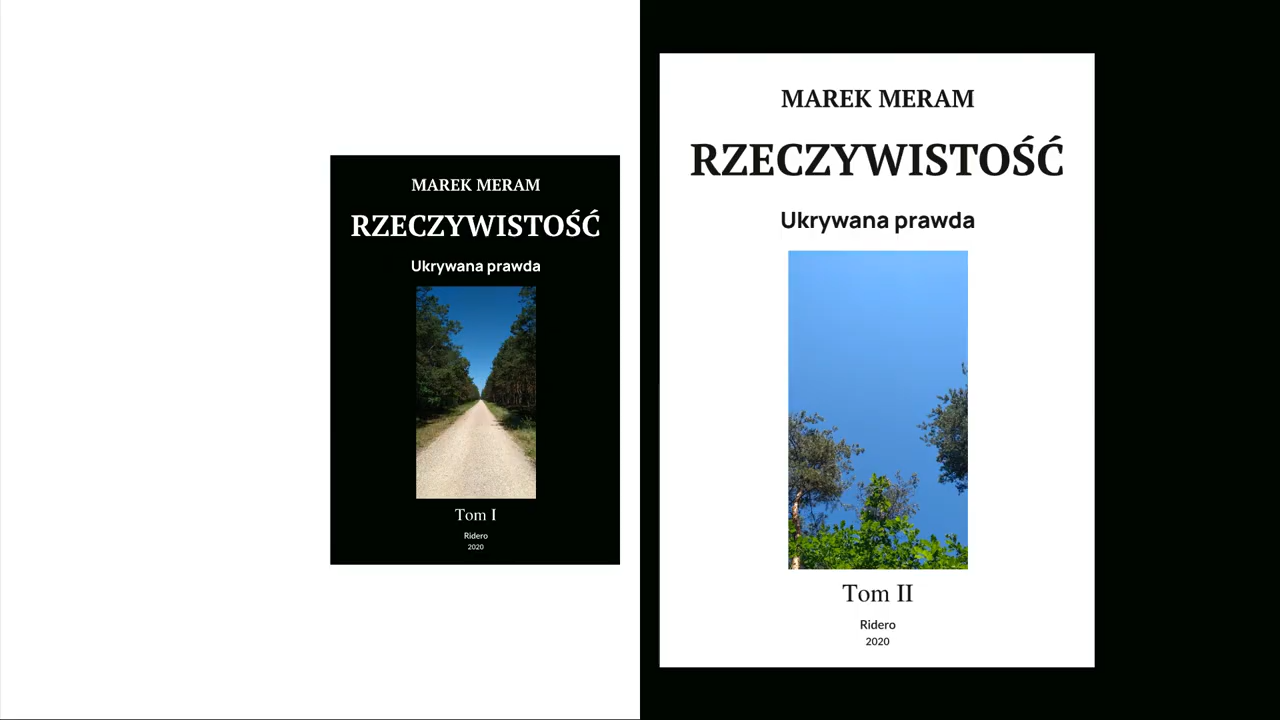 MAREK MERAM
RZECZYWISTOŚĆ
Ukrywana prawda
Tom I
Ridero
2020
MAREK MERAM
RZECZYWISTOŚĆ
Ukrywana prawda
Tom II
Ridero
2020